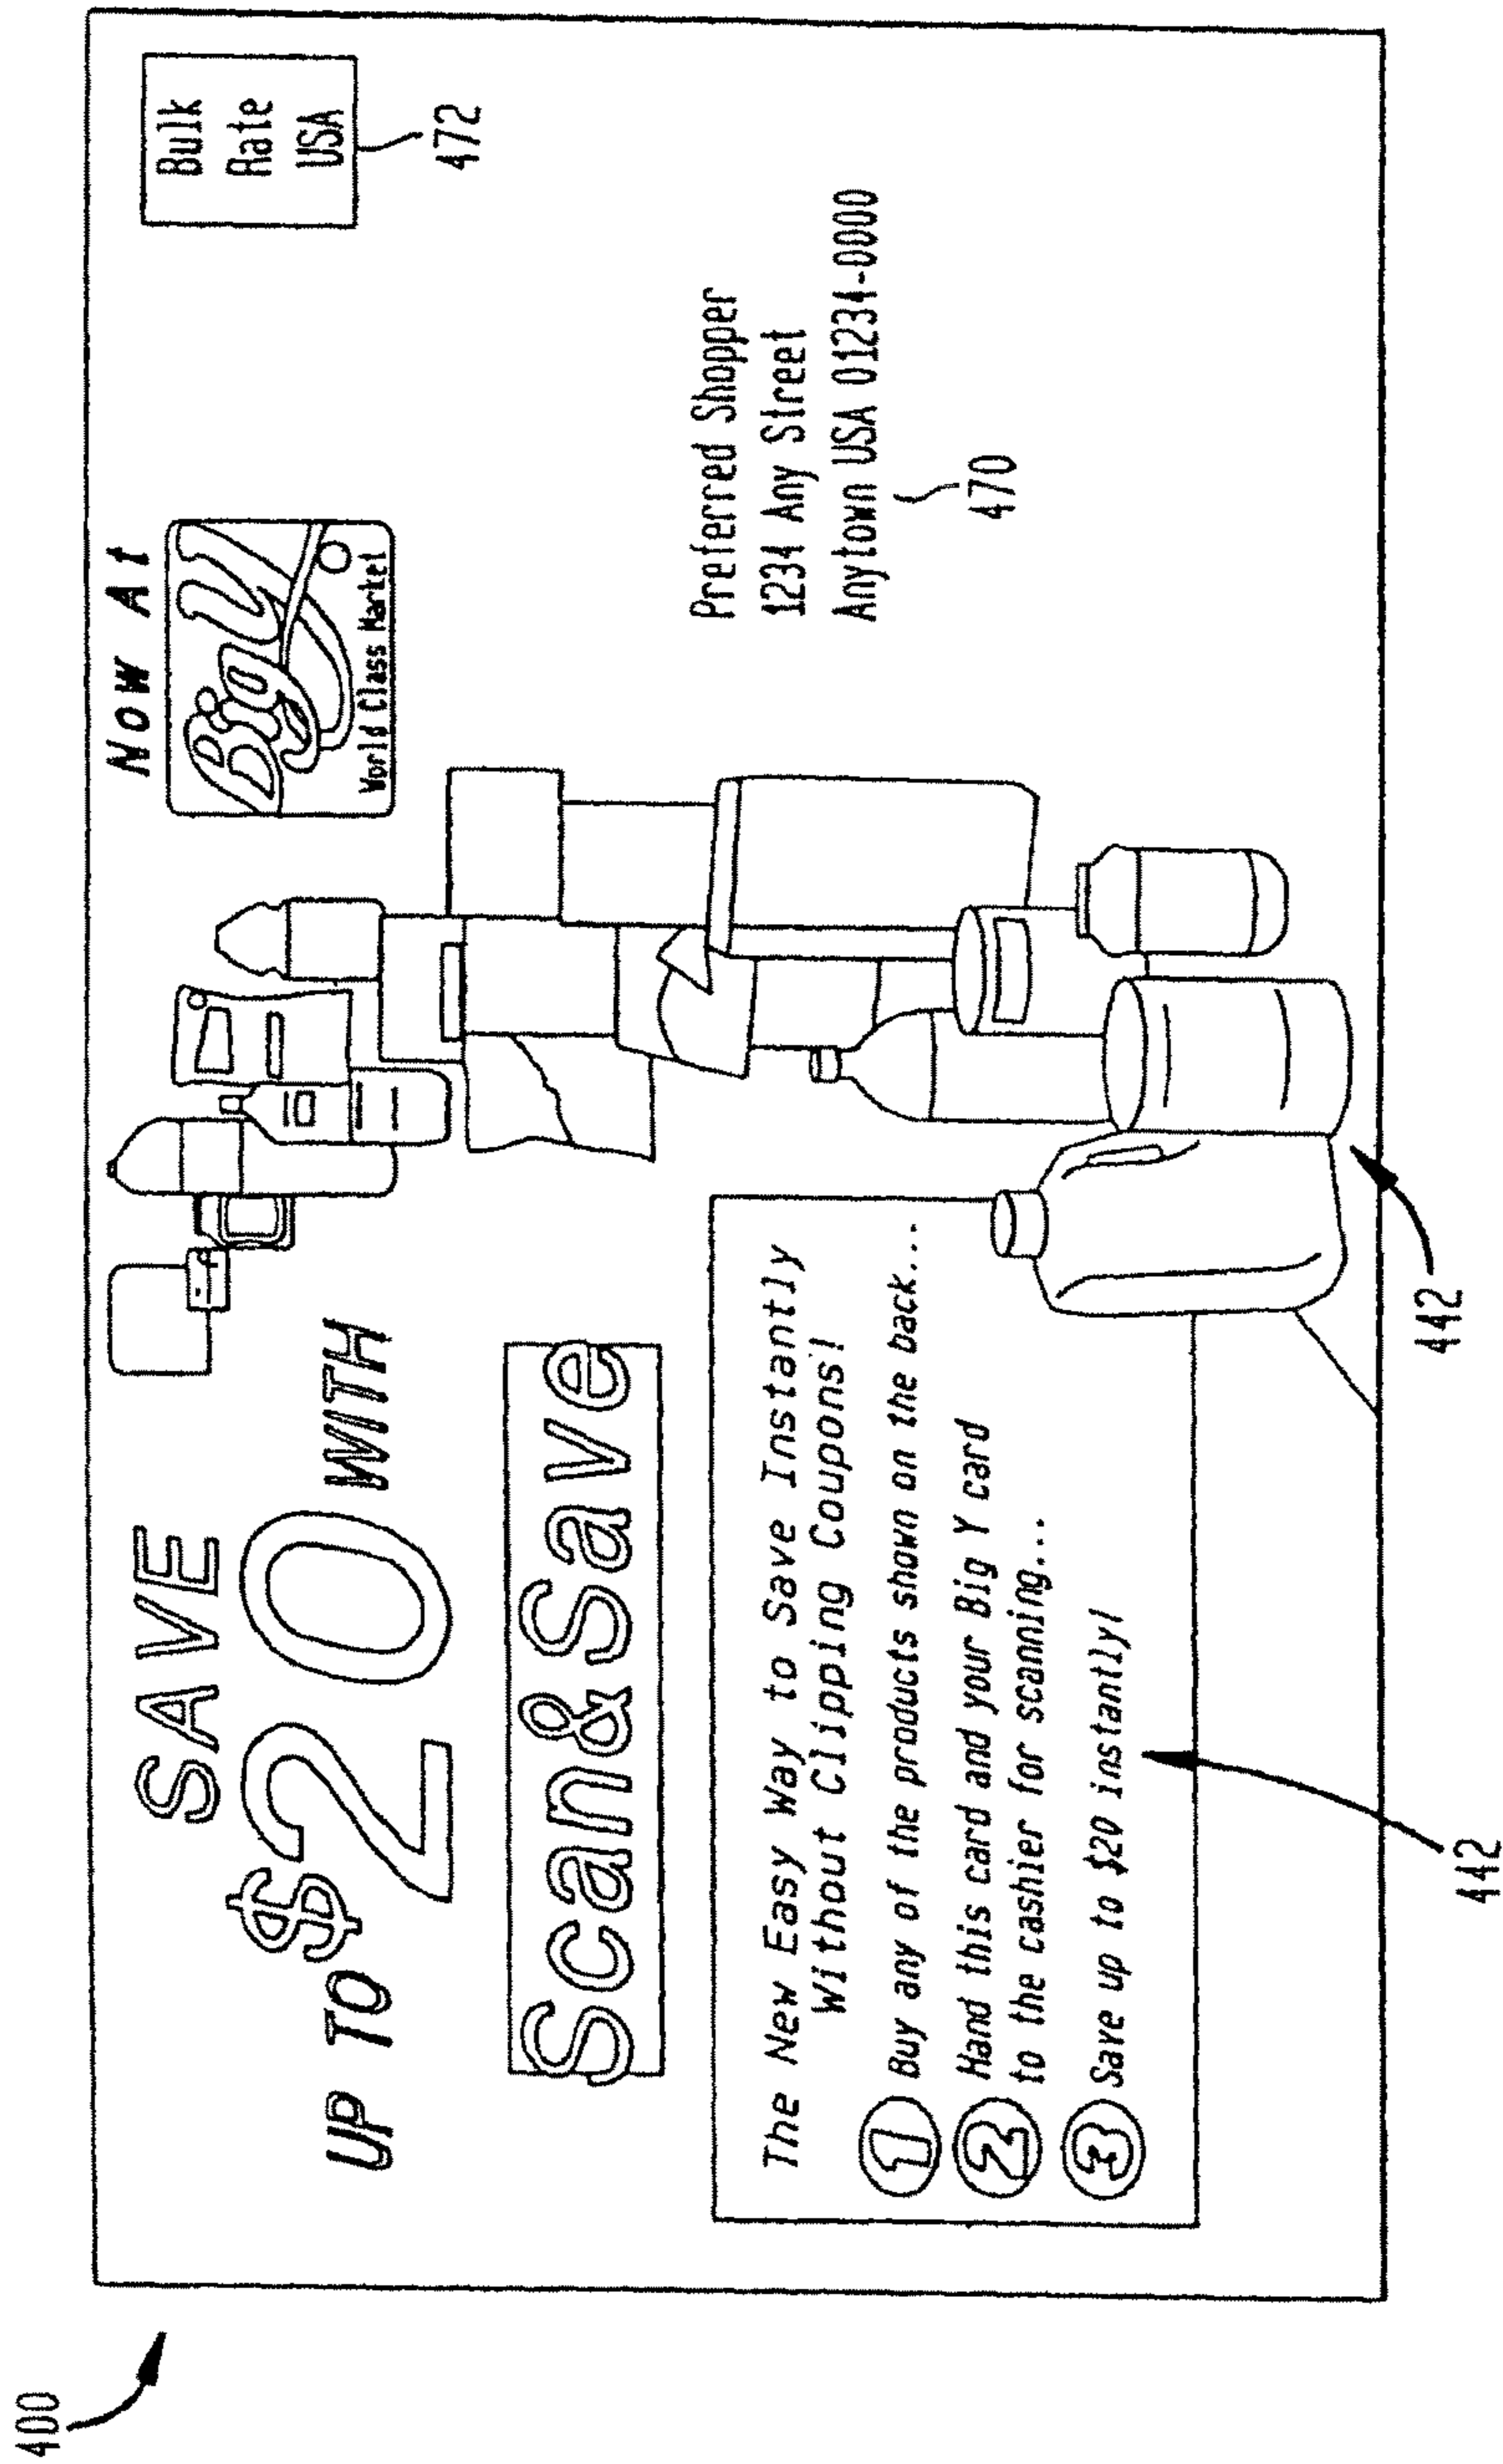 400
SAVE
UP TO $20 WITH
Scan&Save
Now At
Big Y
World Class Market
Bulk
Rate
USA
472
The New Easy Way to Save Instantly
Without Clipping Coupons!
1 Buy any of the products shown on the back...
2 Hand this card and your Big Y card
to the cashier for scanning...
3 Save up to $20 instantly!
Preferred Shopper
1234 Any Street
Anytown USA 01234-0000
470
442
442